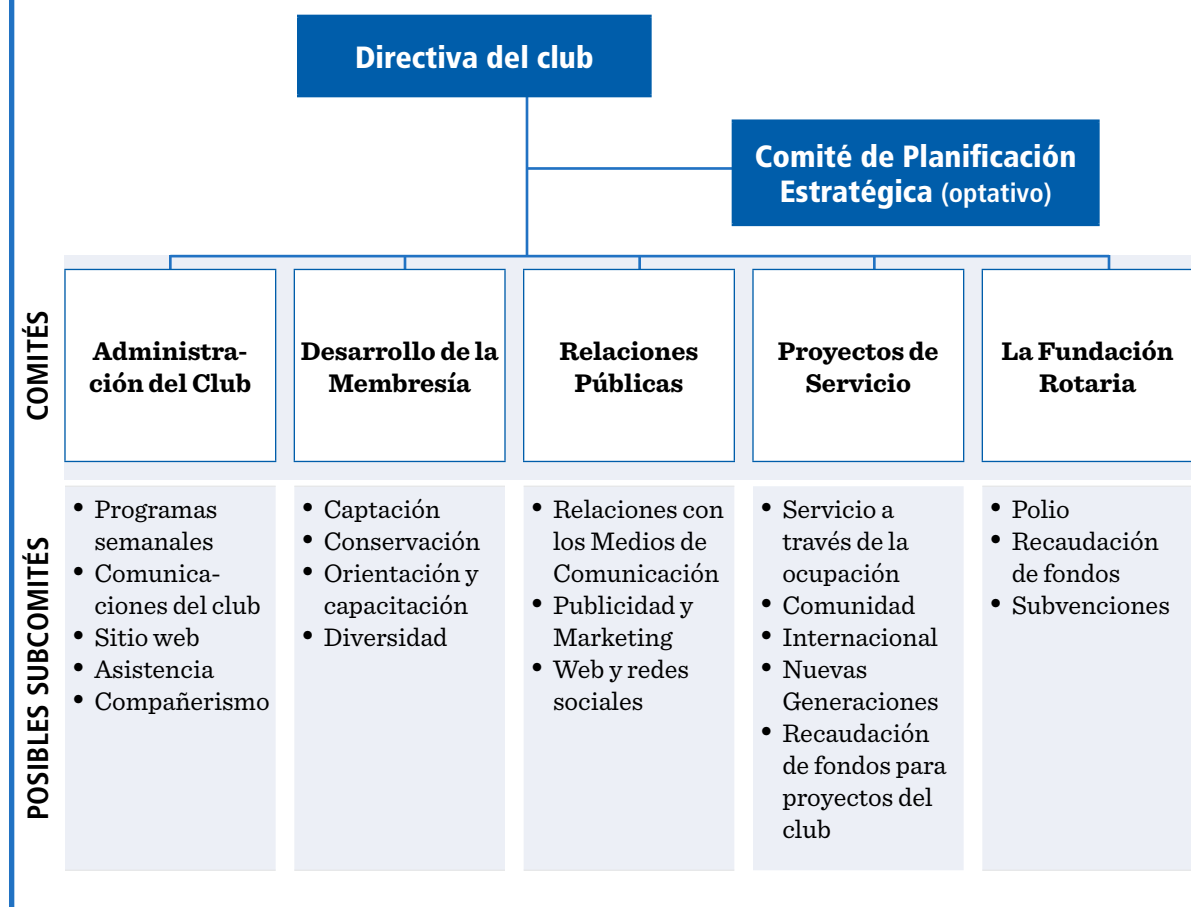 Directiva del club
Comité de Planificación
Estratégica (optativo)
COMITÉS
Administra-
ción del Club
Desarrollo de la
Membresía
Relaciones
Públicas
Proyectos de
Servicio
La Fundación
Rotaria
POSIBLES SUBCOMITÉS
• Programas
semanales
• Comunica-
ciones del club
• Sitio web
• Asistencia
• Compañerismo
• Captación
• Conservación
• Orientación y
capacitación
• Diversidad
• Relaciones con
los Medios de
Comunicación
• Publicidad y
Marketing
• Web y redes
sociales
• Servicio a
través de la
ocupación
• Comunidad
• Internacional
• Nuevas
Generaciones
• Recaudación
de fondos para
proyectos del
club
• Polio
• Recaudación
de fondos
• Subvenciones